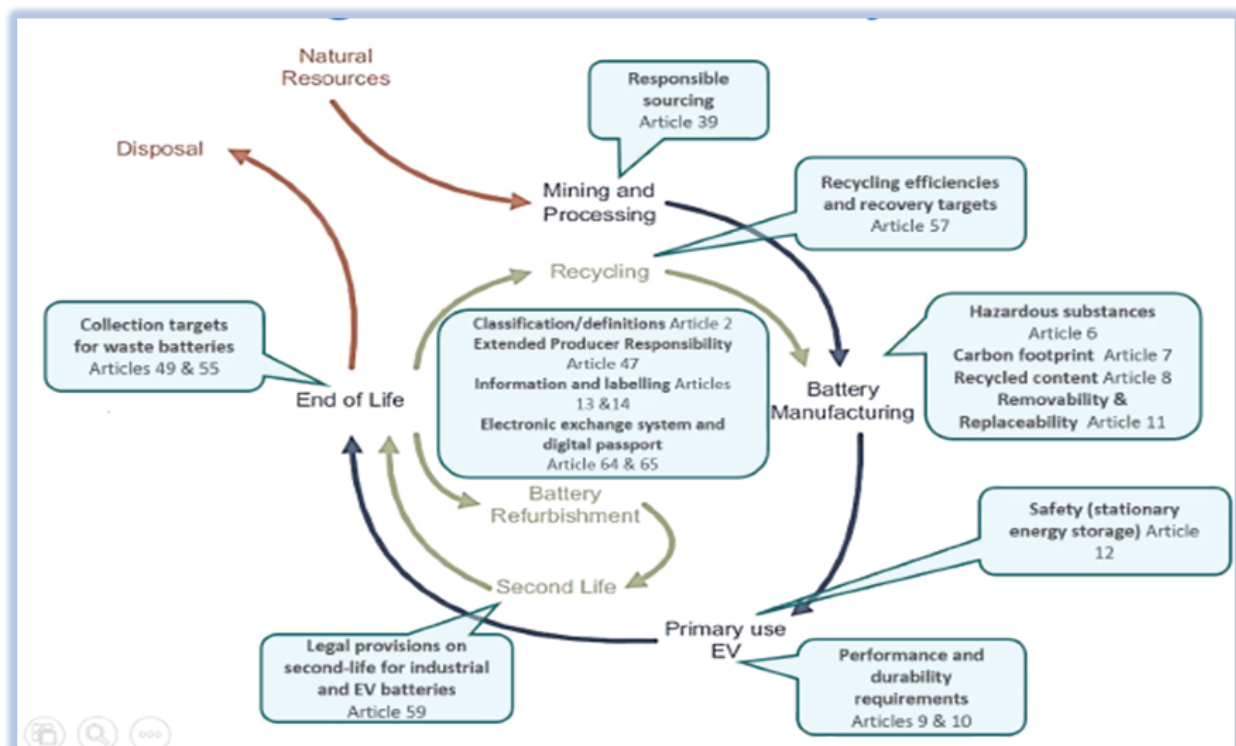 Natural
Resources
Responsible
sourcing
Article 39
Disposal
Mining and
Processing
Recycling efficiencies
and recovery targets
Article 57
Recycling
Collection targets
for waste batteries
Articles 49 & 55
Classification/definitions Article 2
Extended Producer Responsibility
Article 47
Information and labelling Articles
13 &14
Electronic exchange system and
digital passport
Article 64 & 65
Hazardous substances
Article 6
Carbon footprint Article 7
Recycled content Article 8
Removability &
Replaceability Article 11
End of Life
Battery
Manufacturing
Battery
Refurbishment
Safety (stationary
energy storage) Article
12
Second Life
Primary use
EV
Legal provisions on
second-life for industrial
and EV batteries
Article 59
Performance and
durability
requirements
Articles 9 & 10